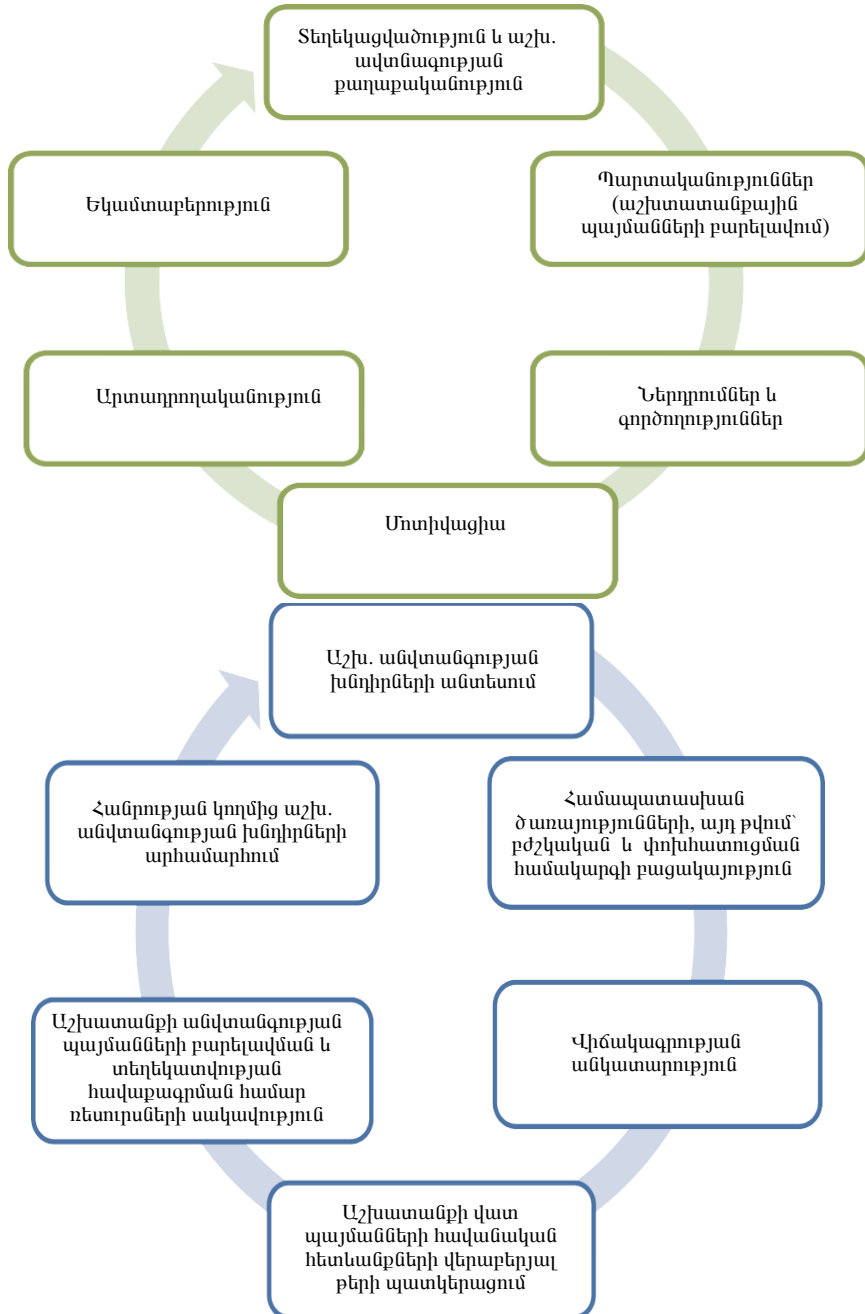 Տեղեկացվածություն և աշխ.
ավտնագության
քաղաքականություն
Պարտականություններ
(աշխտատանքային
պայմանների բարելավում)
Ներդրումներ և
գործողություններ
Մոտիվացիա
Արտադրողականություն
Եկամտաբերություն
Աշխ. անվտանգության
խնդիրների անտեսում
Համապատասխան
ծառայությունների, այդ թվում՝
բժշկական և փոխհատուցման
համակարգի բացակայություն
Վիճակագրության
անկատարություն
Աշխատանքի վատ
պայմանների հավանական
հետևանքների վերաբերյալ
թերի պատկերացում
Աշխատանքի անվտանգության
պայմանների բարելավման և
տեղեկատվության
հավաքագրման համար
ռեսուրսների սակավություն
Հանրության կողմից աշխ.
անվտանգության խնդիրների
արհամարհում